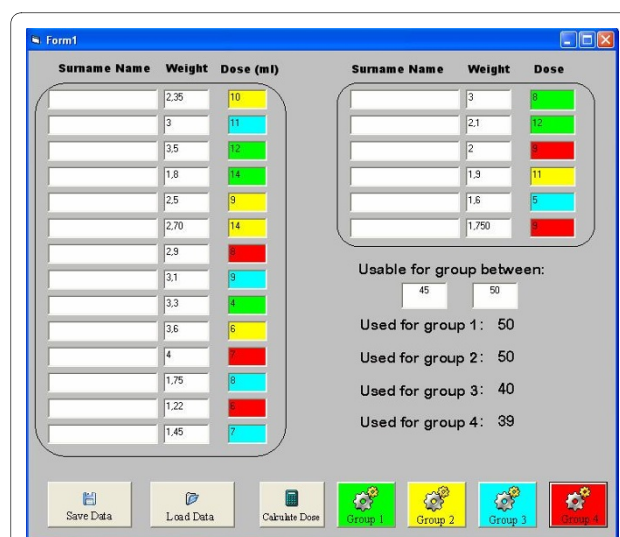 Form1
Surname Name Weight Dose (ml)
2,35 10
3 11
3,5 12
1,8 14
2,5 9
2,70 14
2,9 8
3,1 9
3,3 4
3,6 6
4 7
1,75 8
1,22 6
1,45 7
Surname Name Weight Dose
3 8
2,1 12
2 9
1,9 11
1,6 5
1,750 9
Usable for group between:
45 50
Used for group 1: 50
Used for group 2: 50
Used for group 3: 40
Used for group 4: 39
Save Data Load Data Calculate Dose Group 1 Group 2 Group 3 Group 4